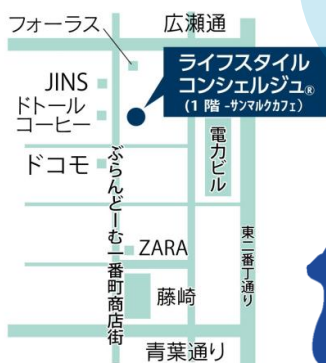 フォーラス
広瀬通
ライフスタイル
コンシェルジュ®
(1階-サンマルクカフェ)
JINS
ドトール
コーヒー
ドコモ
電力ビル
ぶらんどーむ一番町商店街
東二番丁通り
ZARA
藤崎
青葉通り